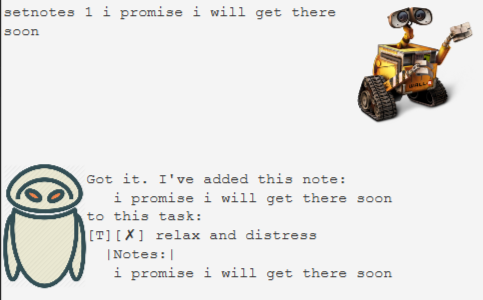 setnotes 1 i promise i will get there
soon
Got it. I've added this note:
i promise i will get there soon
to this task:
[T][✗] relax and distress
|Notes:|
i promise i will get there soon